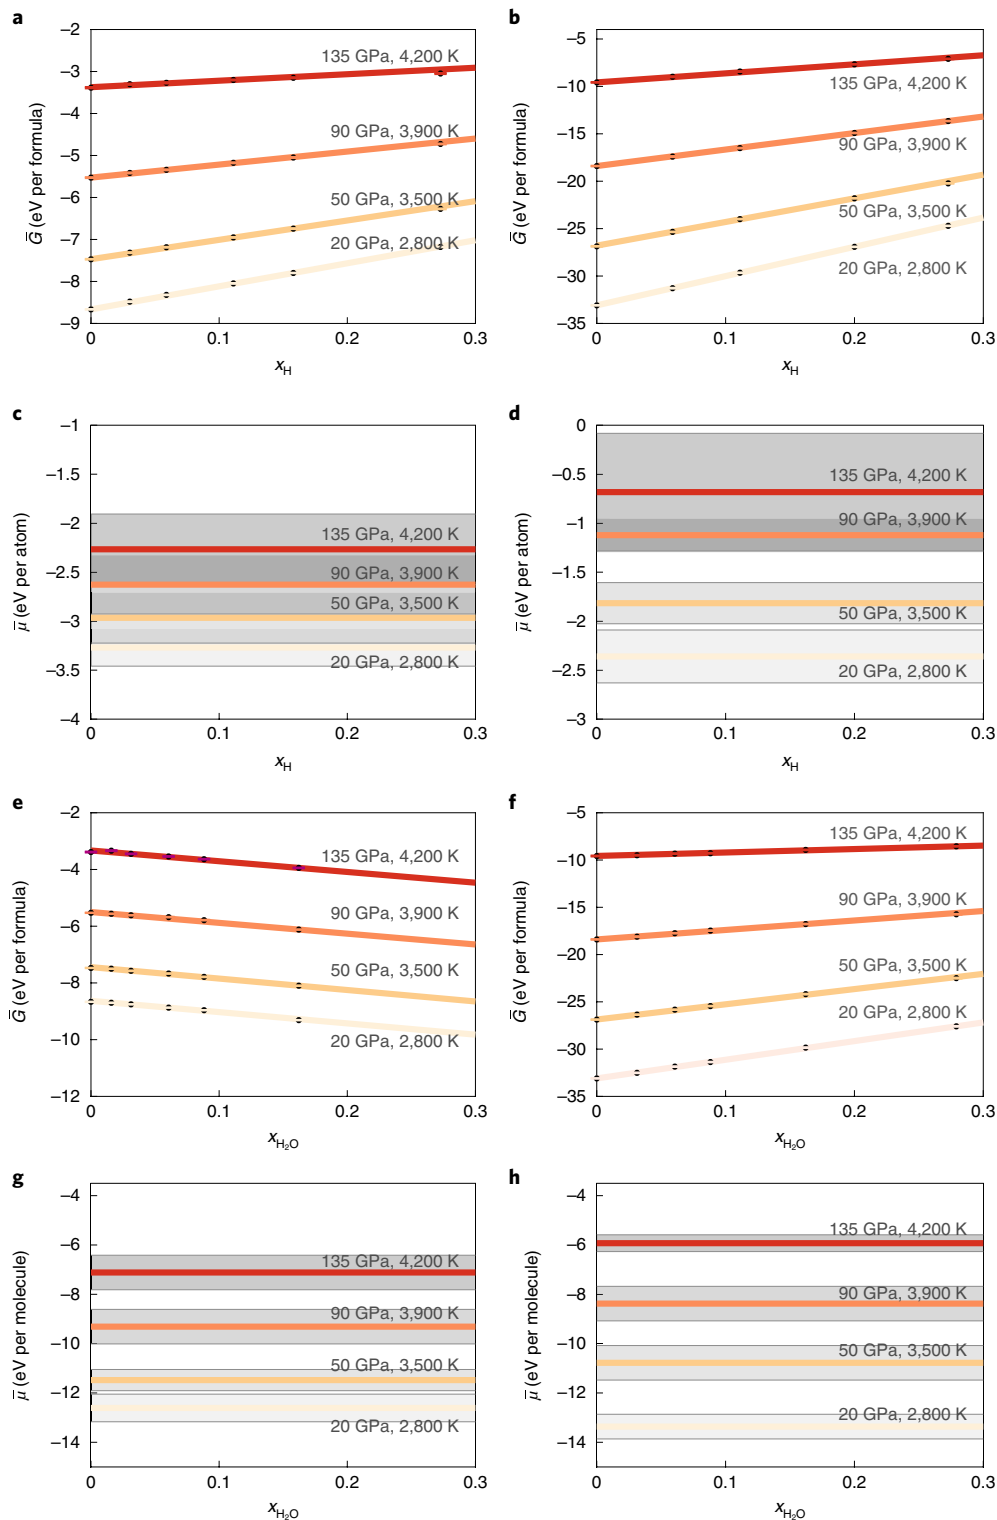 a
−2
−3
−4
−5
−6
−7
−8
−9
G̅ (eV per formula)
135 GPa, 4,200 K
90 GPa, 3,900 K
50 GPa, 3,500 K
20 GPa, 2,800 K
0 0.1 0.2 0.3
xH
b
−5
−10
−15
−20
−25
−30
−35
G̅ (eV per formula)
135 GPa, 4,200 K
90 GPa, 3,900 K
50 GPa, 3,500 K
20 GPa, 2,800 K
0 0.1 0.2 0.3
xH
c
−1
−1.5
−2
−2.5
−3
−3.5
−4
μ̅ (eV per atom)
135 GPa, 4,200 K
90 GPa, 3,900 K
50 GPa, 3,500 K
20 GPa, 2,800 K
0 0.1 0.2 0.3
xH
d
0
−0.5
−1
−1.5
−2
−2.5
−3
μ̅ (eV per atom)
135 GPa, 4,200 K
90 GPa, 3,900 K
50 GPa, 3,500 K
20 GPa, 2,800 K
0 0.1 0.2 0.3
xH
e
−2
−4
−6
−8
−10
−12
G̅ (eV per formula)
135 GPa, 4,200 K
90 GPa, 3,900 K
50 GPa, 3,500 K
20 GPa, 2,800 K
0 0.1 0.2 0.3
xH₂O
f
−5
−10
−15
−20
−25
−30
−35
G̅ (eV per formula)
135 GPa, 4,200 K
90 GPa, 3,900 K
50 GPa, 3,500 K
20 GPa, 2,800 K
0 0.1 0.2 0.3
xH₂O
g
−4
−6
−8
−10
−12
−14
μ̅ (eV per molecule)
135 GPa, 4,200 K
90 GPa, 3,900 K
50 GPa, 3,500 K
20 GPa, 2,800 K
0 0.1 0.2 0.3
xH₂O
h
−4
−6
−8
−10
−12
−14
μ̅ (eV per molecule)
135 GPa, 4,200 K
90 GPa, 3,900 K
50 GPa, 3,500 K
20 GPa, 2,800 K
0 0.1 0.2 0.3
xH₂O